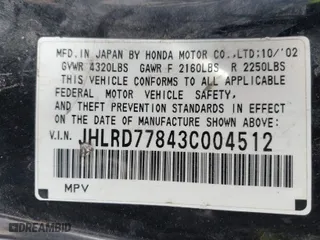 MFD. IN JAPAN BY HONDA MOTOR CO.,LTD:10/'02
GVWR 4320LBS GAWR F 2160LBS R 2250LBS
THIS VEHICLE CONFORMS TO ALL APPLICABLE
FEDERAL MOTOR VEHICLE SAFETY,
AND THEFT PREVENTION STANDARDS IN EFFECT
ON THE DATE OF MANUFACTURE SHOWN ABOVE:
V.I.N. JHLRD77843C004512
MPV
DREAMBID